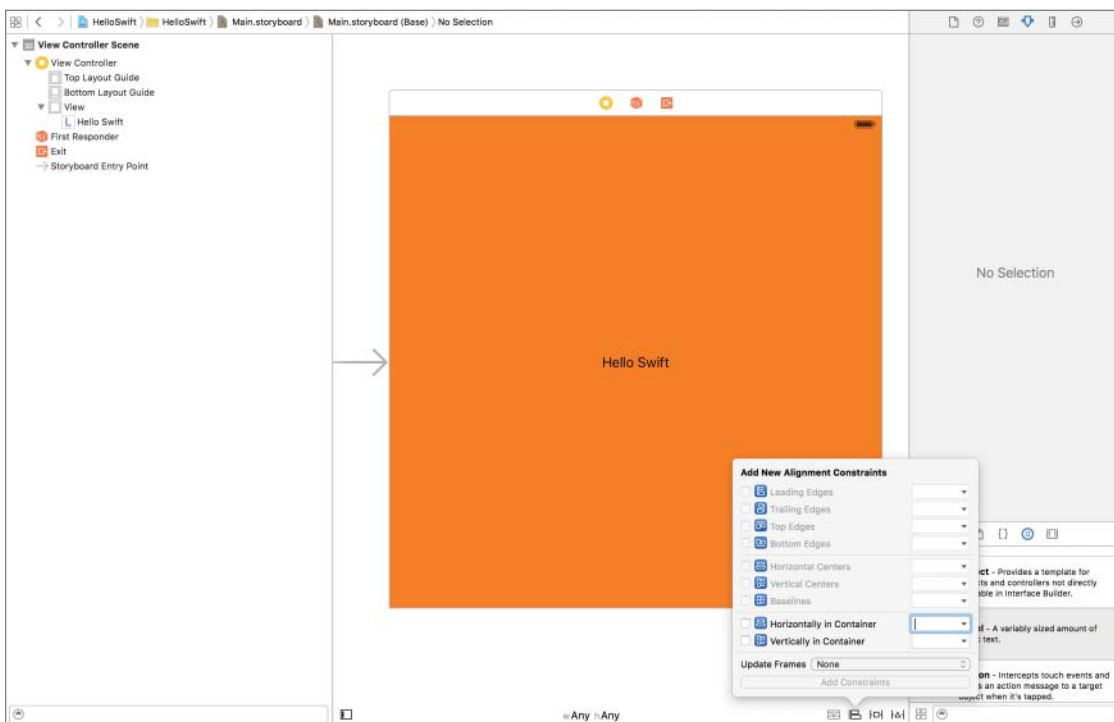 HelloSwift HelloSwift Main.storyboard Main.storyboard (Base) No Selection
View Controller Scene
View Controller
Top Layout Guide
Bottom Layout Guide
View
L Hello Swift
First Responder
Exit
Storyboard Entry Point
Hello Swift
No Selection
Add New Alignment Constraints
Leading Edges
Trailing Edges
Top Edges
Bottom Edges
Horizontal Centers
Vertical Centers
Baselines
Horizontally in Container
Vertically in Container
Update Frames None
Add Constraints
ect - Provides a template for
cts and controllers not directly
able in Interface Builder.
el - A variably sized amount of
c text.
on - Intercepts touch events and
s an action message to a target
object when it's tapped.
wAny hAny